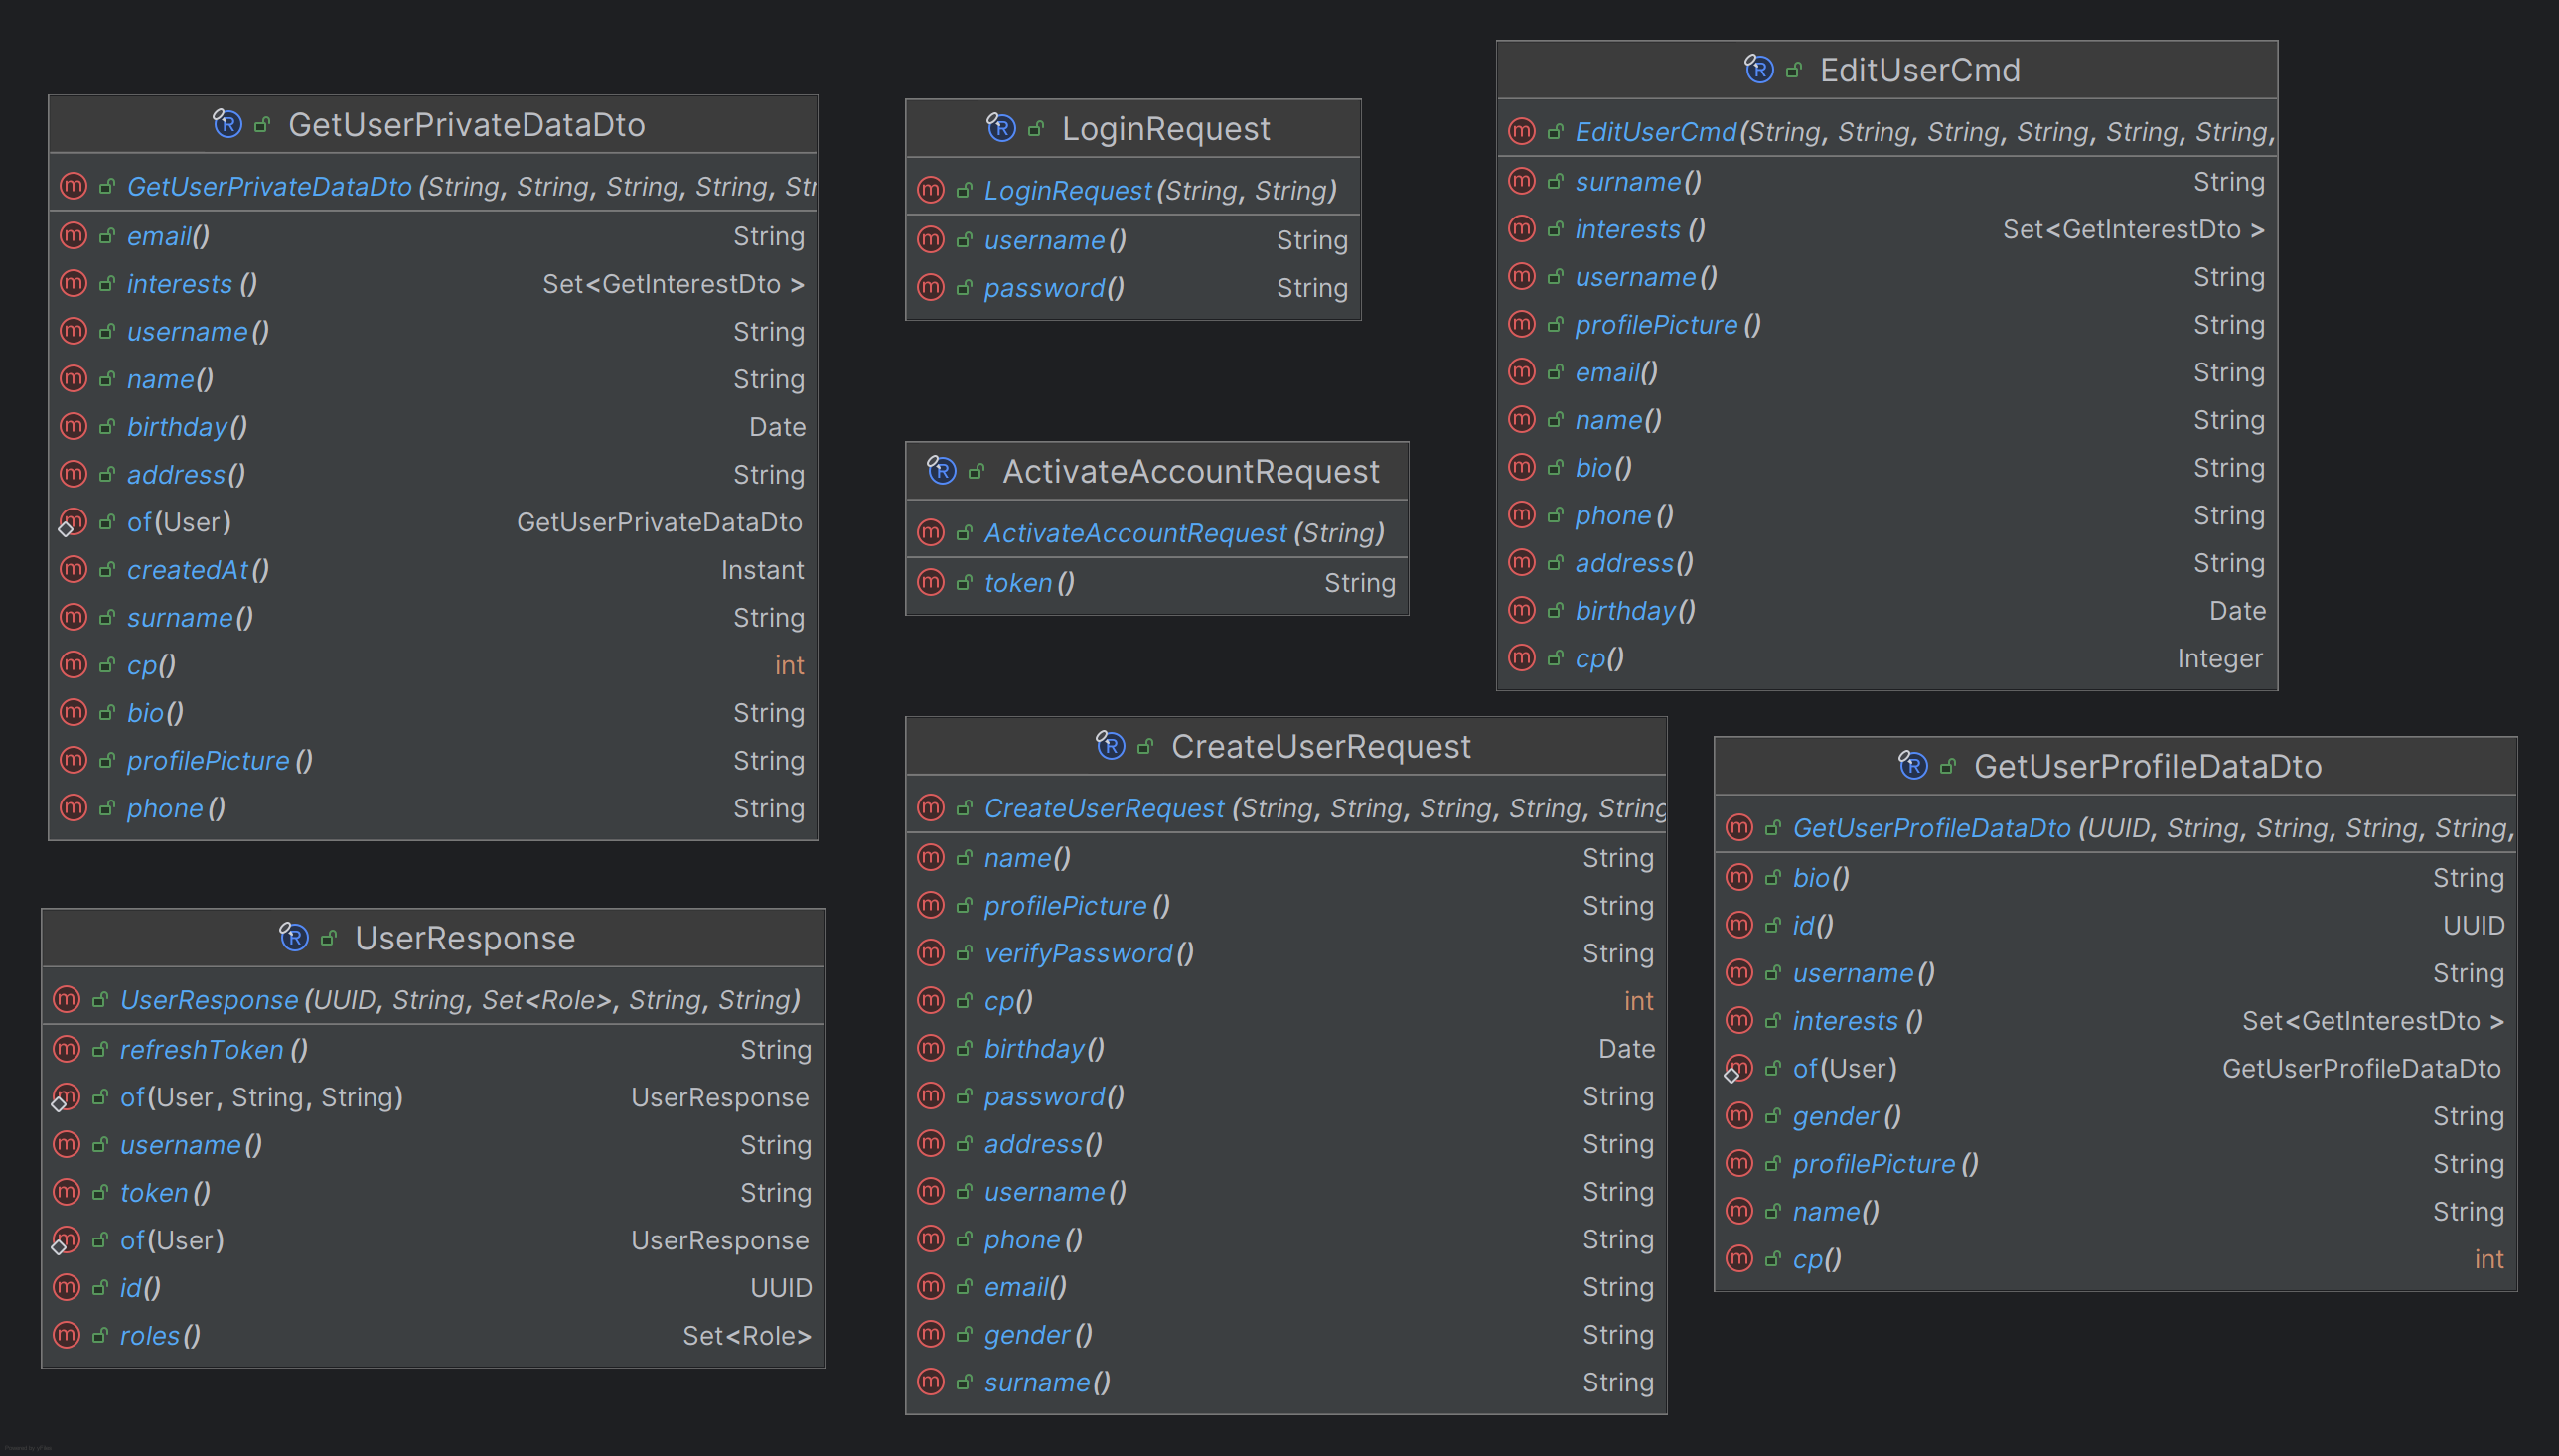 GetUserPrivateDataDto
GetUserPrivateDataDto(String, String, String, String, Str
email() String
interests() Set<GetInterestDto >
username() String
name() String
birthday() Date
address() String
of(User) GetUserPrivateDataDto
createdAt() Instant
surname() String
cp() int
bio() String
profilePicture() String
phone() String
UserResponse
UserResponse(UUID, String, Set<Role>, String, String)
refreshToken() String
of(User, String, String) UserResponse
username() String
token() String
of(User) UserResponse
id() UUID
roles() Set<Role>
LoginRequest
LoginRequest(String, String)
username() String
password() String
ActivateAccountRequest
ActivateAccountRequest(String)
token() String
CreateUserRequest
CreateUserRequest(String, String, String, String, String
name() String
profilePicture() String
verifyPassword() String
cp() int
birthday() Date
password() String
address() String
username() String
phone() String
email() String
gender() String
surname() String
EditUserCmd
EditUserCmd(String, String, String, String, String, String,
surname() String
interests() Set<GetInterestDto >
username() String
profilePicture() String
email() String
name() String
bio() String
phone() String
address() String
birthday() Date
cp() Integer
GetUserProfileDataDto
GetUserProfileDataDto(UUID, String, String, String, String,
bio() String
id() UUID
username() String
interests() Set<GetInterestDto >
of(User) GetUserProfileDataDto
gender() String
profilePicture() String
name() String
cp() int
Powered by yFiles